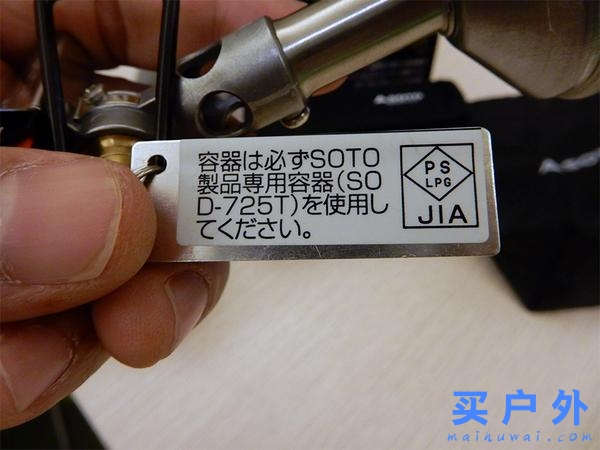 容器は必ずSOTO
製品専用容器(SO
D-725T)を使用し
てください。
PS
LPG
JIA
买户外
maihuwai.com